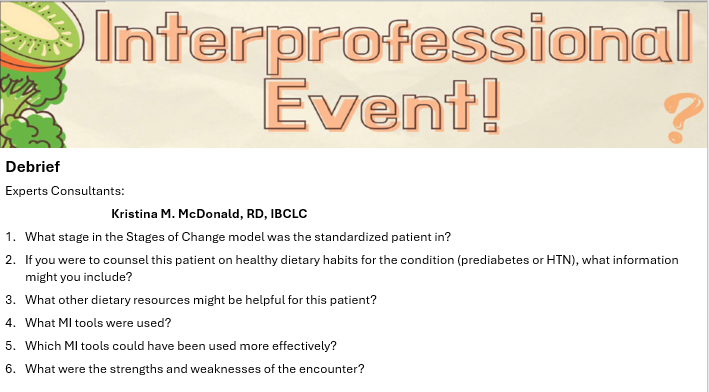 Interprofessional
Event!
?
Debrief
Experts Consultants:
Kristina M. McDonald, RD, IBCLC
1. What stage in the Stages of Change model was the standardized patient in?
2. If you were to counsel this patient on healthy dietary habits for the condition (prediabetes or HTN), what information
might you include?
3. What other dietary resources might be helpful for this patient?
4. What MI tools were used?
5. Which MI tools could have been used more effectively?
6. What were the strengths and weaknesses of the encounter?